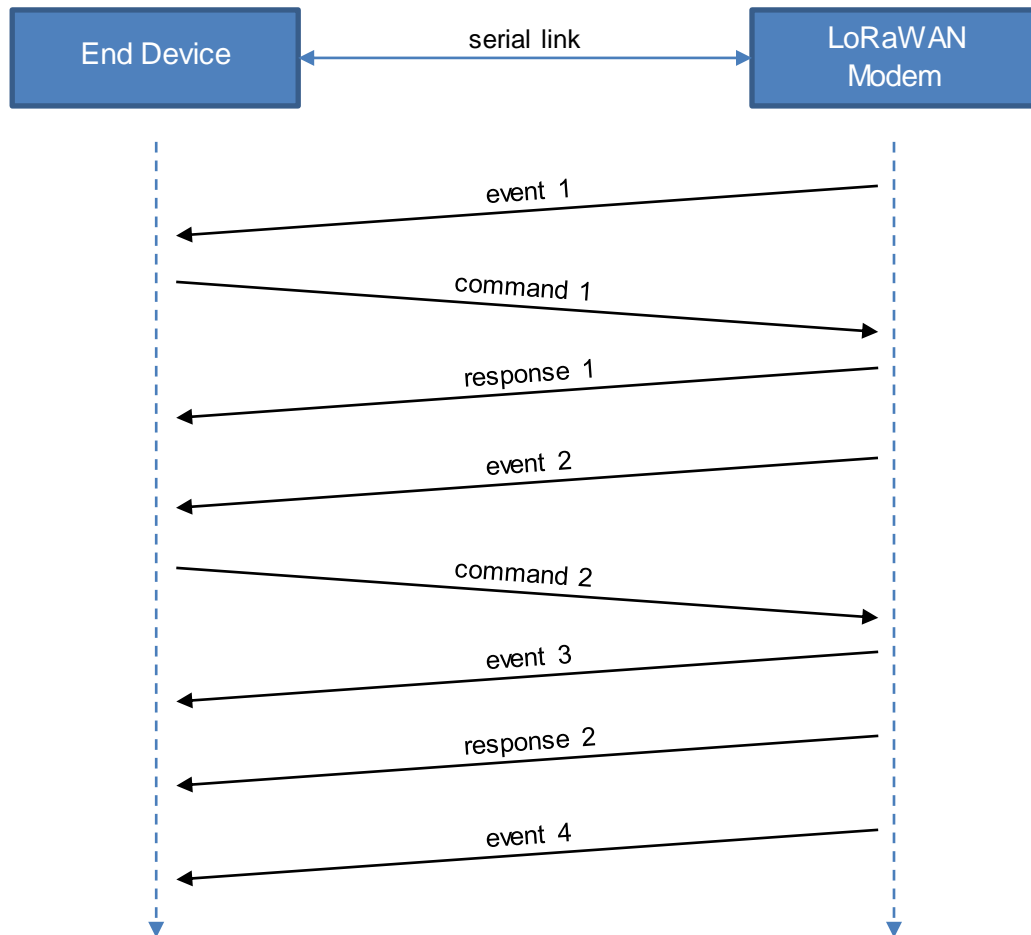 End Device
serial link
LoRaWAN
Modem
event 1
command 1
response 1
event 2
command 2
event 3
response 2
event 4